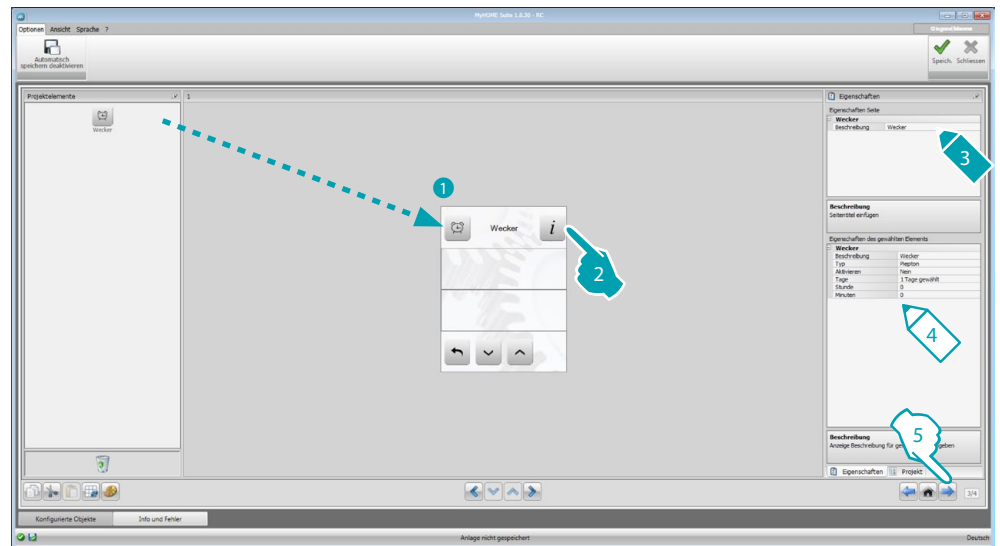 MyHOME Suite 1.0.30 - RC
Optionen Ansicht Sprache ?
Automatisch
speichern deaktivieren
Speich. Schliessen
Projektelemente
1
Eigenschaften
Wecker
Eigenschaften Seite
Wecker
Beschreibung Wecker
3
1
Beschreibung
Seitentitel einfügen
Wecker
i
2
Eigenschaften des gewählten Elements
Wecker
Beschreibung Wecker
Typ Piepton
Aktivieren Nein
Tage 1 Tage gewählt
Stunde 0
Minuten 0
4
5
Beschreibung
Anzeige Beschreibung für ge geben
Eigenschaften Projekt
3/4
Konfigurierte Objekte Info und Fehler
Anlage nicht gespeichert
Deutsch